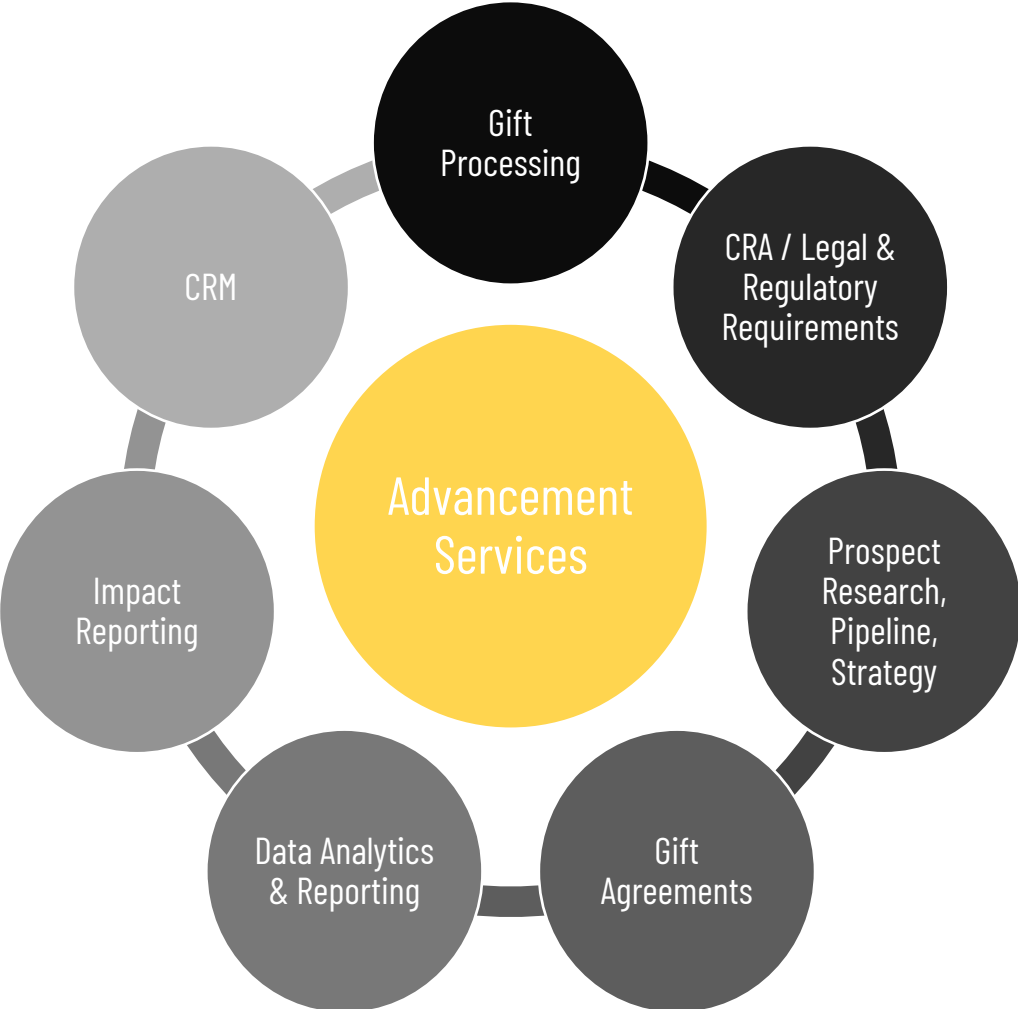 Gift
Processing
CRA / Legal &
Regulatory
Requirements
Prospect
Research,
Pipeline,
Strategy
Gift
Agreements
Data Analytics
& Reporting
Impact
Reporting
CRM
Advancement
Services